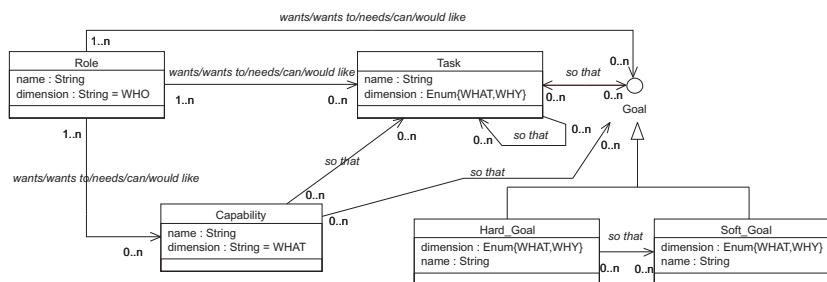 wants/wants to/needs/can/would like
1..n
0..n
Role
name : String
dimension : String = WHO
wants/wants to/needs/can/would like
1..n
0..n
Task
name : String
dimension : Enum{WHAT,WHY}
so that
0..n
0..n
Goal
1..n
0..n
0..n
so that
0..n
0..n
so that
so that
wants/wants to/needs/can/would like
0..n
0..n
0..n
Capability
name : String
dimension : String = WHAT
Hard_Goal
dimension : Enum{WHAT,WHY}
name : String
so that
0..n
0..n
Soft_Goal
dimension : Enum{WHAT,WHY}
name : String